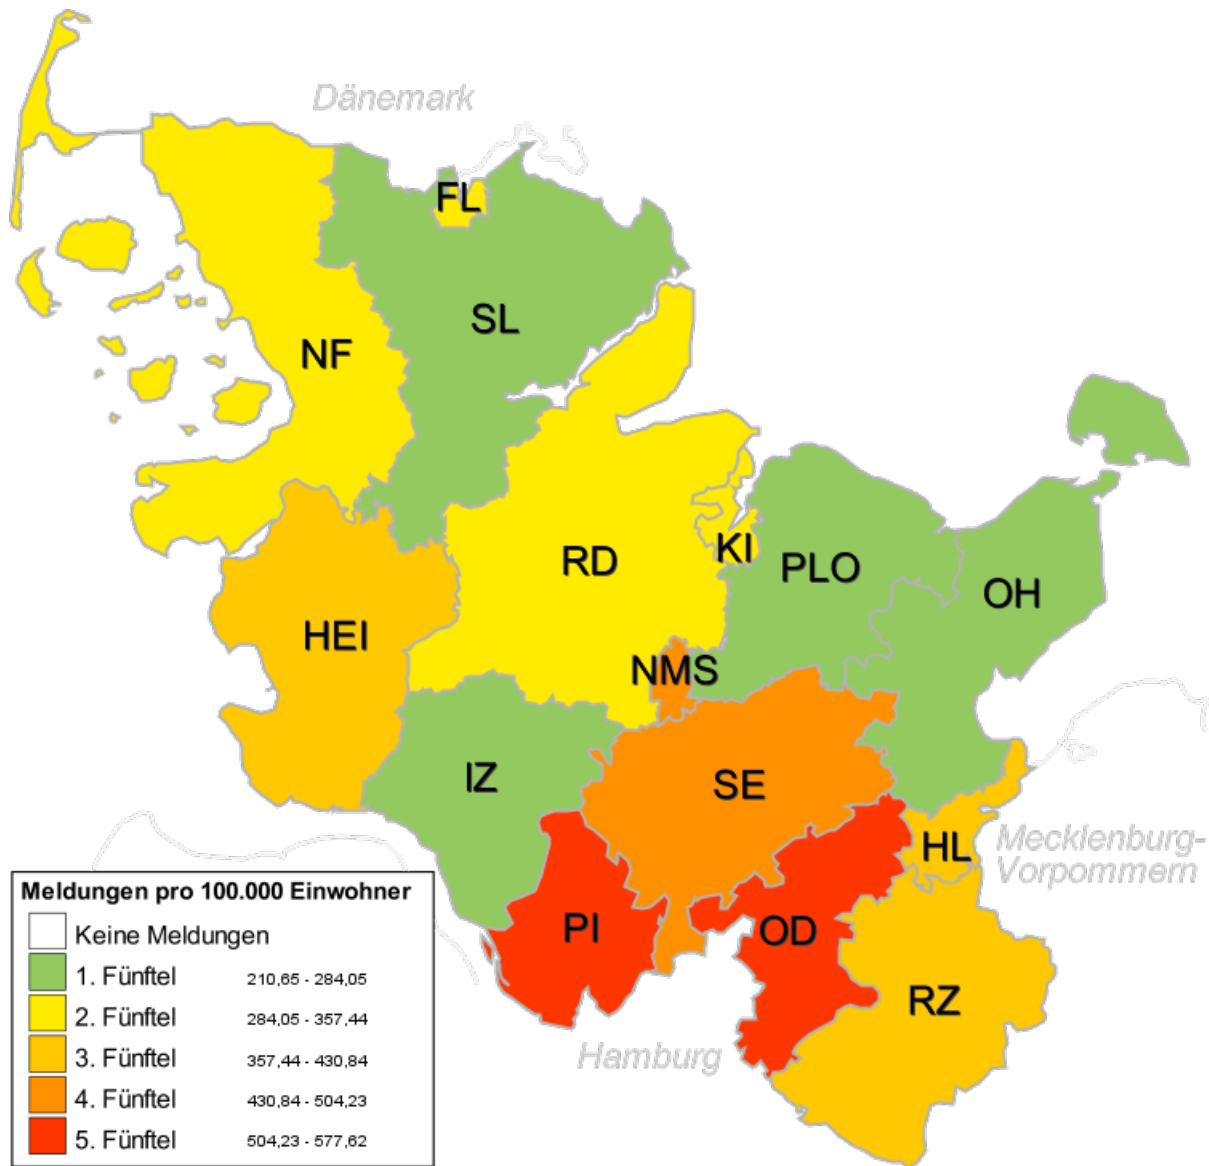 Dänemark
FL
SL
NF
KI
RD
PLO
OH
HEI
NMS
IZ
SE
HL
Mecklenburg-
Vorpommern
PI
OD
RZ
Hamburg
Meldungen pro 100.000 Einwohner
Keine Meldungen
1. Fünftel 210,65 - 284,05
2. Fünftel 284,05 - 357,44
3. Fünftel 357,44 - 430,84
4. Fünftel 430,84 - 504,23
5. Fünftel 504,23 - 577,62